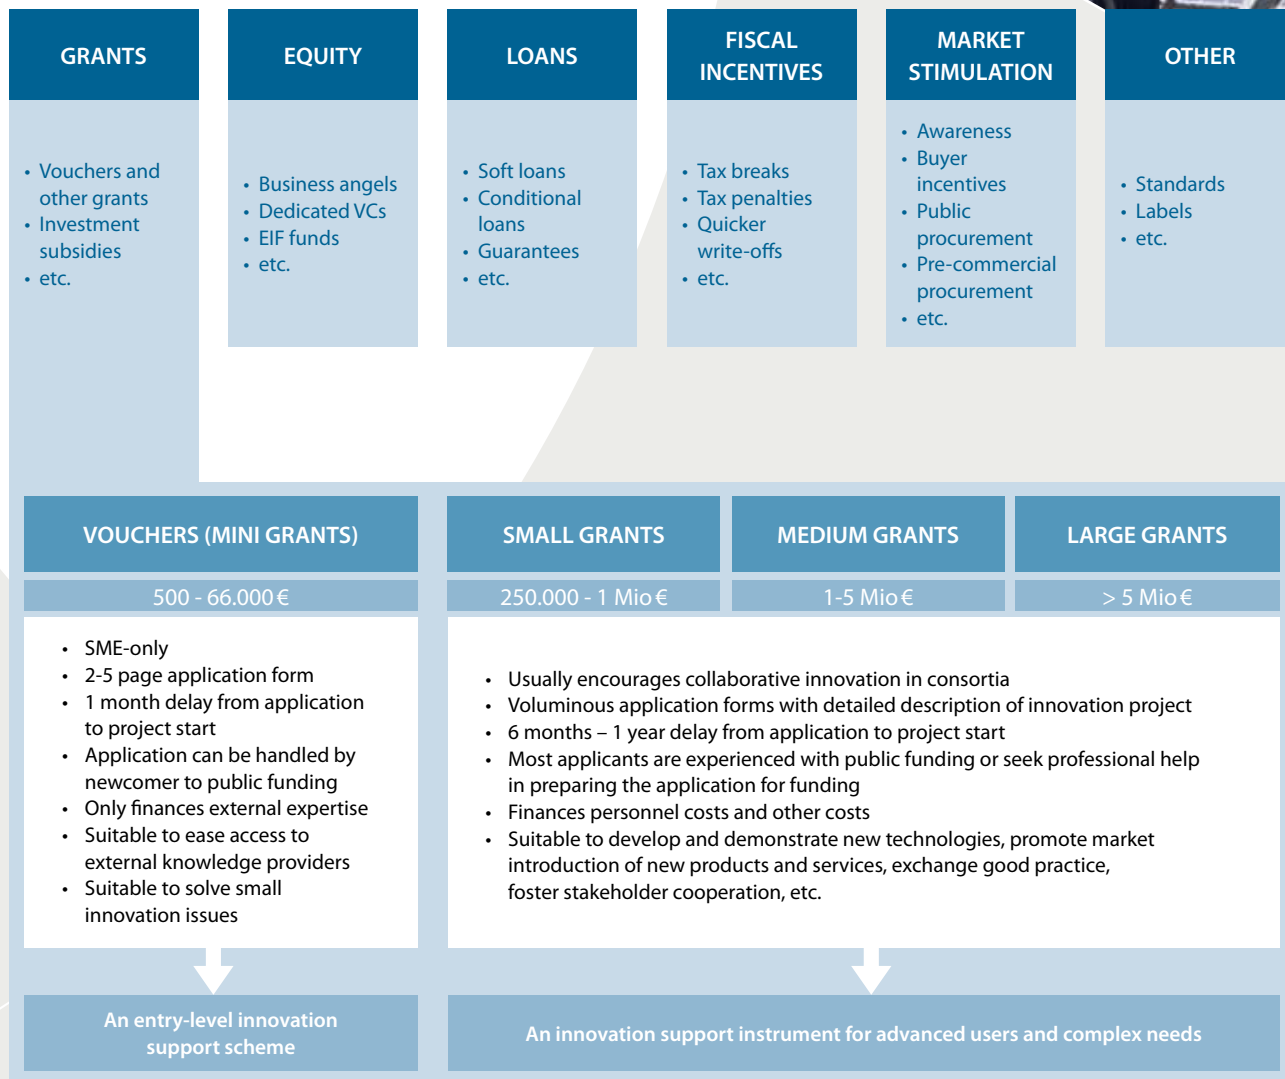 GRANTS
• Vouchers and
other grants
• Investment
subsidies
• etc.
EQUITY
• Business angels
• Dedicated VCs
• EIF funds
• etc.
LOANS
• Soft loans
• Conditional
loans
• Guarantees
• etc.
FISCAL
INCENTIVES
• Tax breaks
• Tax penalties
• Quicker
write-offs
• etc.
MARKET
STIMULATION
• Awareness
• Buyer
incentives
• Public
procurement
• Pre-commercial
procurement
• etc.
OTHER
• Standards
• Labels
• etc.
VOUCHERS (MINI GRANTS)
500 - 66.000 €
• SME-only
• 2-5 page application form
• 1 month delay from application
to project start
• Application can be handled by
newcomer to public funding
• Only finances external expertise
• Suitable to ease access to
external knowledge providers
• Suitable to solve small
innovation issues
An entry-level innovation
support scheme
SMALL GRANTS
250.000 - 1 Mio €
MEDIUM GRANTS
1-5 Mio €
LARGE GRANTS
> 5 Mio €
• Usually encourages collaborative innovation in consortia
• Voluminous application forms with detailed description of innovation project
• 6 months – 1 year delay from application to project start
• Most applicants are experienced with public funding or seek professional help
in preparing the application for funding
• Finances personnel costs and other costs
• Suitable to develop and demonstrate new technologies, promote market
introduction of new products and services, exchange good practice,
foster stakeholder cooperation, etc.
An innovation support instrument for advanced users and complex needs